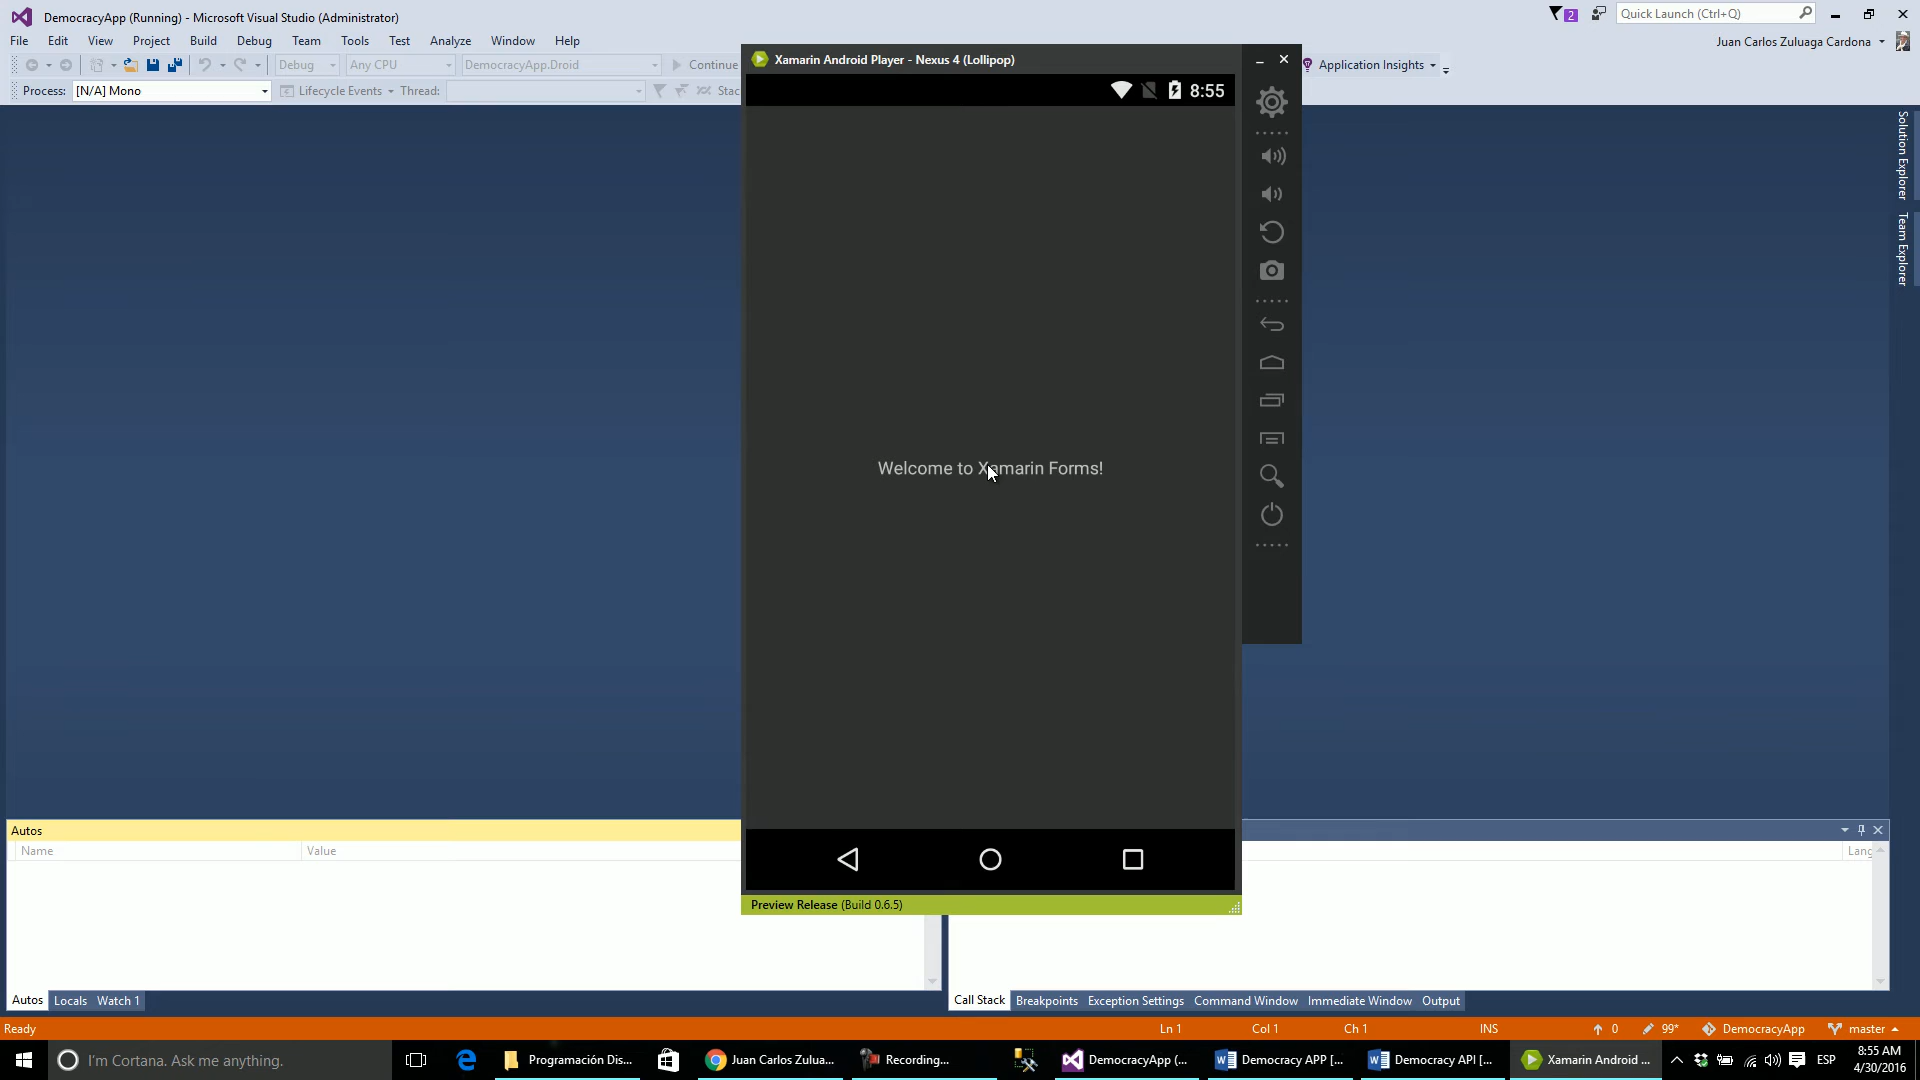 DemocracyApp (Running) - Microsoft Visual Studio (Administrator)
2
Quick Launch (Ctrl+Q)
File Edit View Project Build Debug Team Tools Test Analyze Window Help
Juan Carlos Zuluaga Cardona
Debug Any CPU DemocracyApp.Droid Continue
Application Insights
Process: [N/A] Mono Lifecycle Events Thread: Stac
Xamarin Android Player - Nexus 4 (Lollipop)
8:55
Solution Explorer
Team Explorer
Welcome to Xamarin Forms!
Preview Release (Build 0.6.5)
Autos
Name Value
Lang
Autos Locals Watch 1
Call Stack Breakpoints Exception Settings Command Window Immediate Window Output
Ready Ln 1 Col 1 Ch 1 INS 0 99* DemocracyApp master
I'm Cortana. Ask me anything.
Programación Dis...
Juan Carlos Zulua...
Recording...
DemocracyApp (...
Democracy APP [...
Democracy API [...
Xamarin Android ...
ESP
8:55 AM
4/30/2016